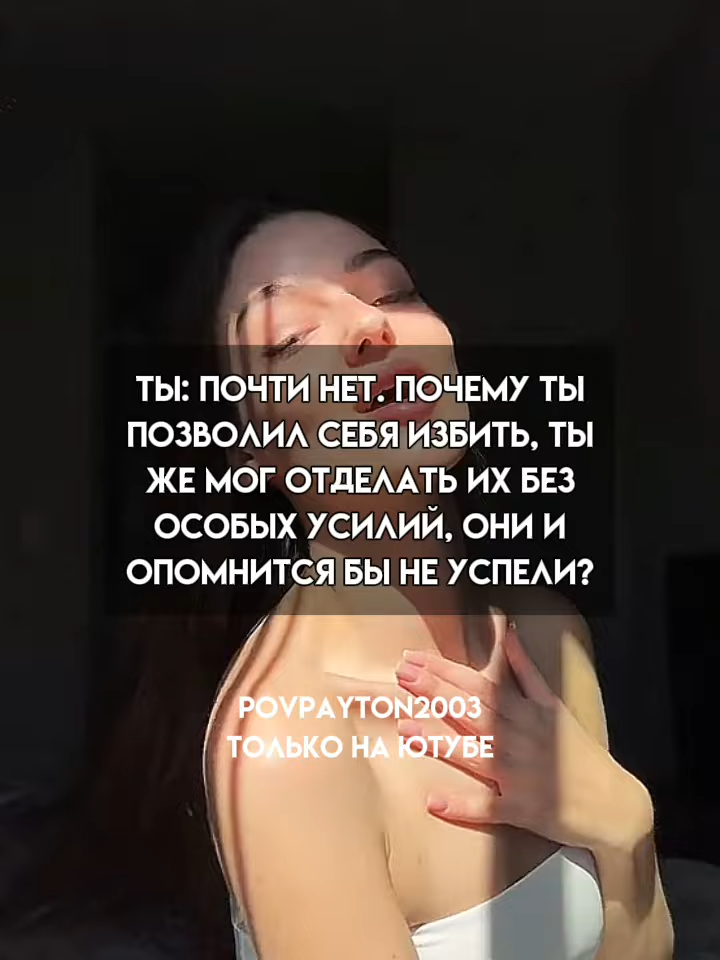 ТЫ: ПОЧТИ НЕТ. ПОЧЕМУ ТЫ
ПОЗВОЛИЛ СЕБЯ ИЗБИТЬ, ТЫ
ЖЕ МОГ ОТДЕЛАТЬ ИХ БЕЗ
ОСОБЫХ УСИЛИЙ, ОНИ И
ОПОМНИТСЯ БЫ НЕ УСПЕЛИ?
POVPAYTON2003
ТОЛЬКО НА ЮТУБЕ